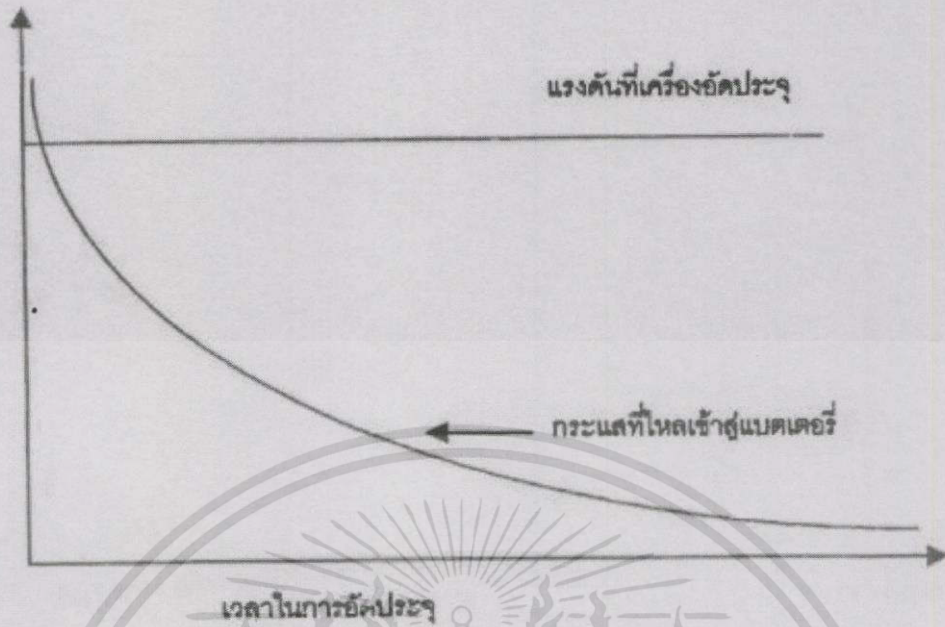 แรงดันที่เครื่องอัดประจุ
กระแสที่ไหลเข้าสู่แบตเตอรี่
เวลาในการอัดประจุ